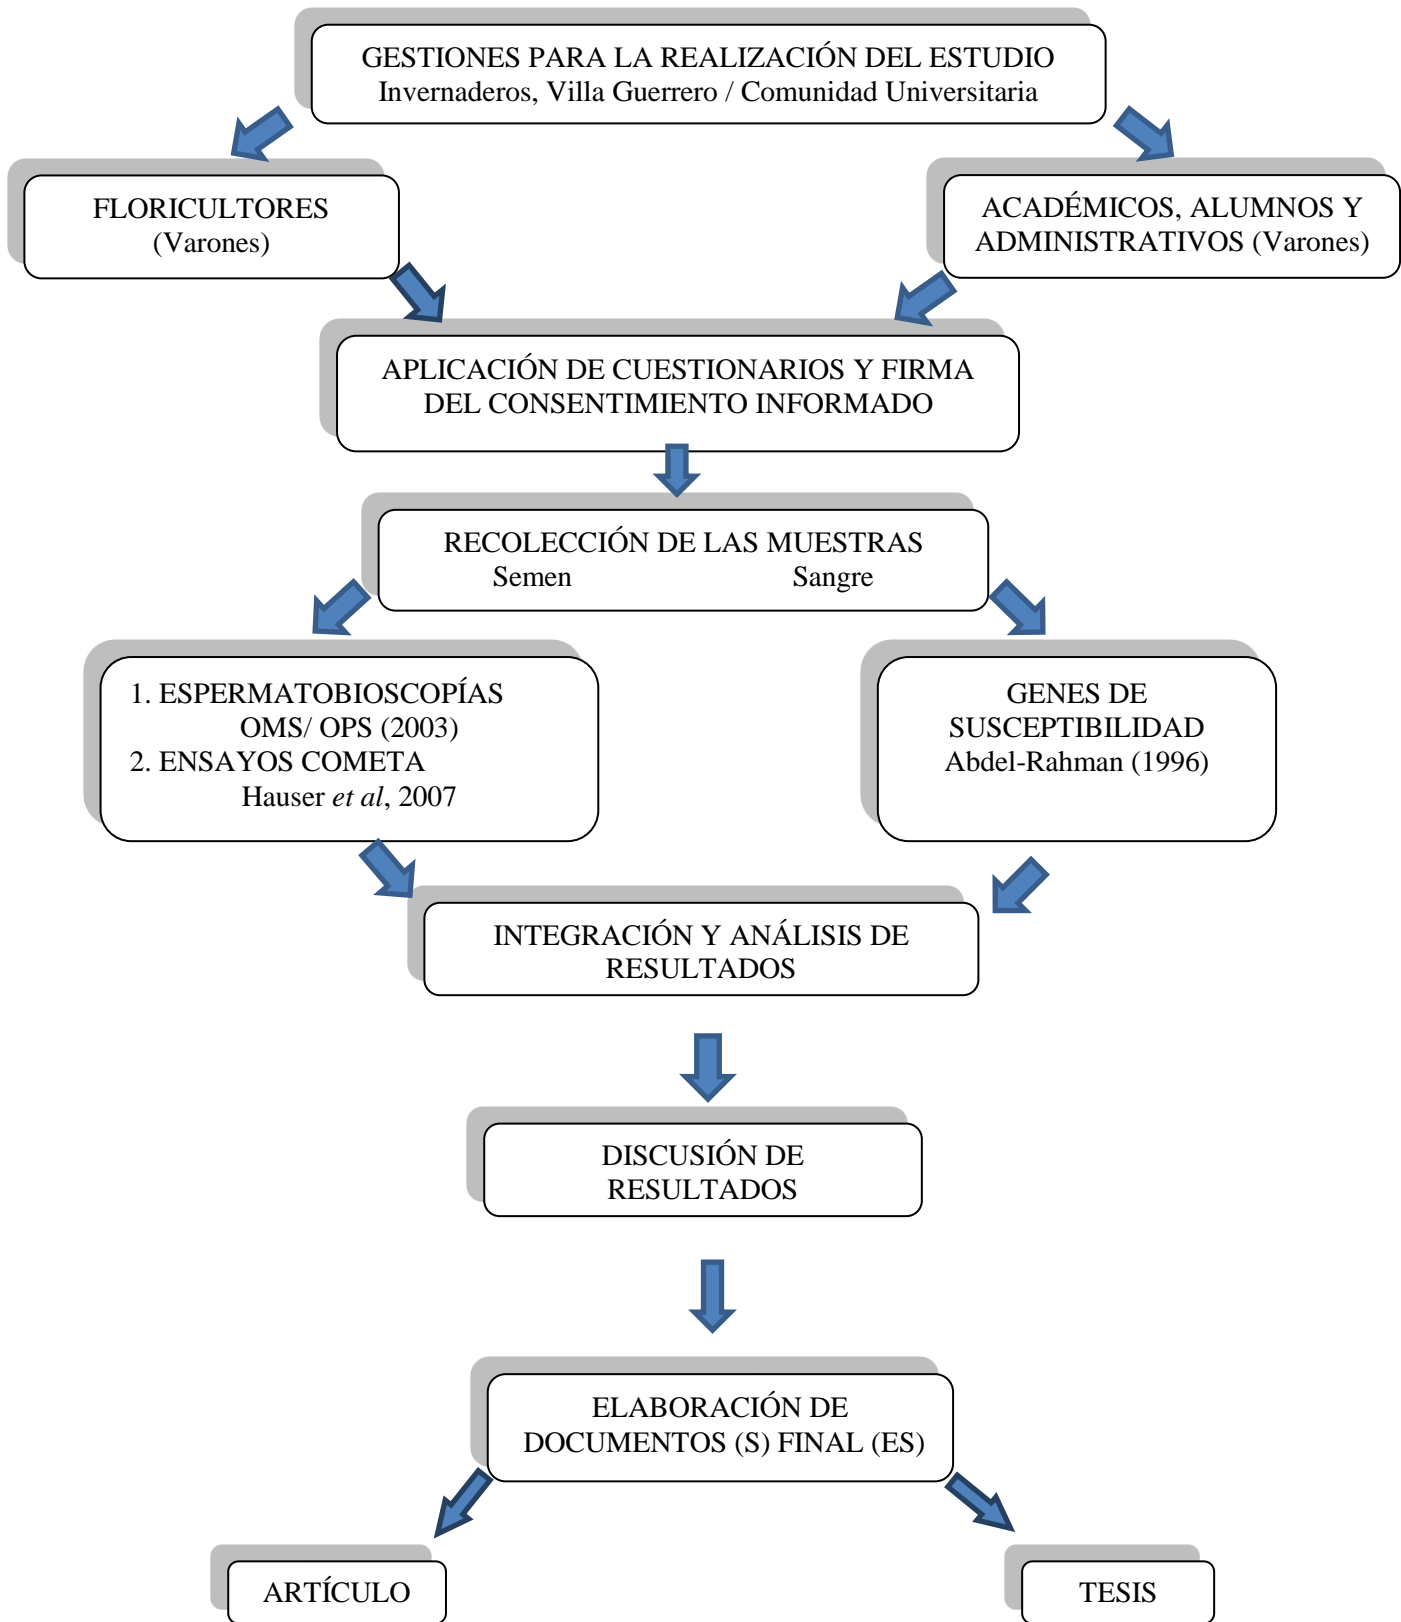 GESTIONES PARA LA REALIZACIÓN DEL ESTUDIO
Invernaderos, Villa Guerrero / Comunidad Universitaria
FLORICULTORES
(Varones)
ACADÉMICOS, ALUMNOS Y
ADMINISTRATIVOS (Varones)
APLICACIÓN DE CUESTIONARIOS Y FIRMA
DEL CONSENTIMIENTO INFORMADO
RECOLECCIÓN DE LAS MUESTRAS
Semen Sangre
1. ESPERMATOBIOSCOPÍAS
OMS/ OPS (2003)
2. ENSAYOS COMETA
Hauser et al, 2007
GENES DE
SUSCEPTIBILIDAD
Abdel-Rahman (1996)
INTEGRACIÓN Y ANÁLISIS DE
RESULTADOS
DISCUSIÓN DE
RESULTADOS
ELABORACIÓN DE
DOCUMENTOS (S) FINAL (ES)
ARTÍCULO
TESIS